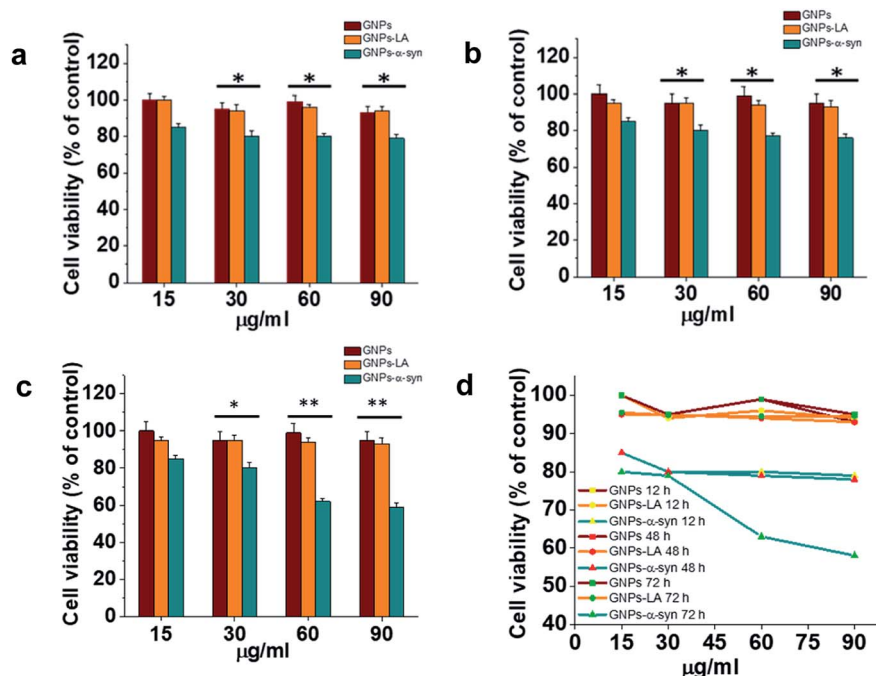 a
GNPs
GNPs-LA
GNPs-α-syn
* * *
Cell viability (% of control)
120
100
80
60
40
20
0
15 30 60 90
μg/ml
b
GNPs
GNPs-LA
GNPs-α-syn
* * *
Cell viability (% of control)
120
100
80
60
40
20
0
15 30 60 90
μg/ml
c
GNPs
GNPs-LA
GNPs-α-syn
* ** **
Cell viability (% of control)
120
100
80
60
40
20
0
15 30 60 90
μg/ml
d
Cell viability (% of control)
100
90
80
70
60
50
40
GNPs 12 h
GNPs-LA 12 h
GNPs-α-syn 12 h
GNPs 48 h
GNPs-LA 48 h
GNPs-α-syn 48 h
GNPs 72 h
GNPs-LA 72 h
GNPs-α-syn 72 h
0 15 30 45 60 75 90
μg/ml